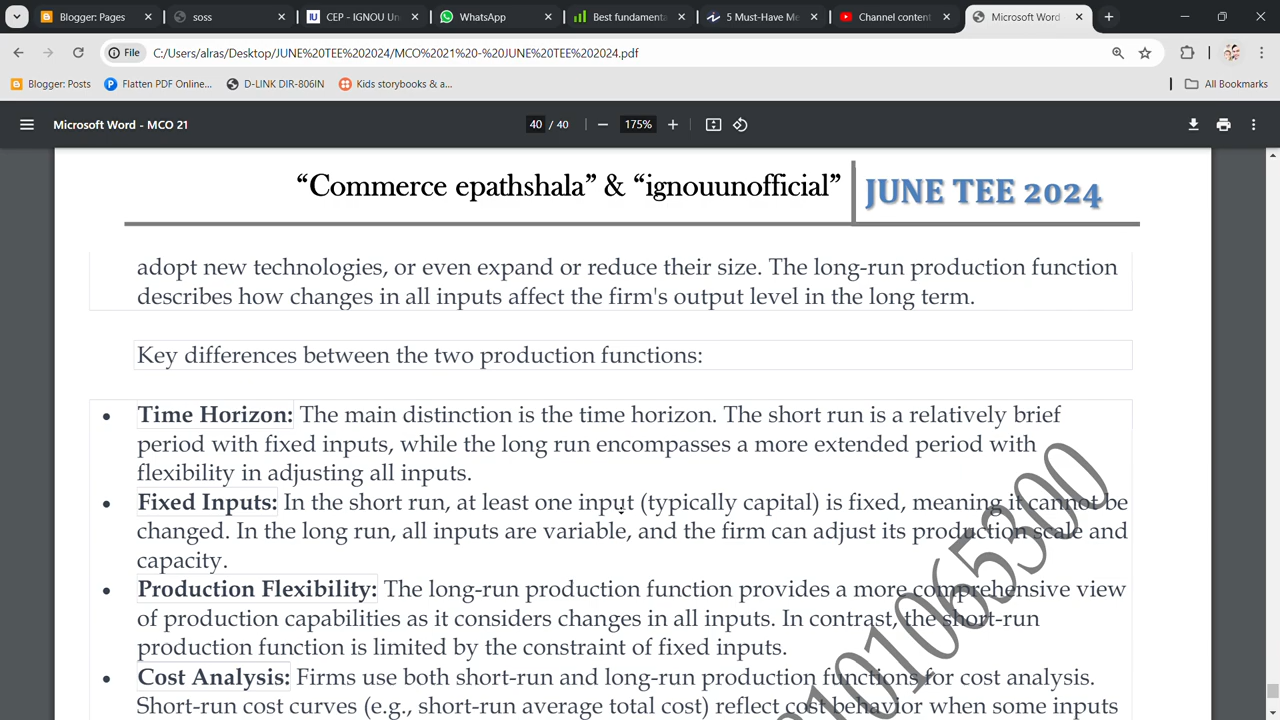 Blogger: Pages
soss
CEP - IGNOU Un
WhatsApp
Best fundamenta
5 Must-Have Me
Channel content
Microsoft Word
File C:/Users/alras/Desktop/JUNE%20TEE%202024/MCO%2021%20-%20JUNE%20TEE%202024.pdf
Blogger: Posts
Flatten PDF Online...
D-LINK DIR-806IN
Kids storybooks & a...
All Bookmarks
Microsoft Word - MCO 21
40 / 40
175%
“Commerce epathshala” & “ignouunofficial”
JUNE TEE 2024
adopt new technologies, or even expand or reduce their size. The long-run production function
describes how changes in all inputs affect the firm's output level in the long term.
Key differences between the two production functions:
• Time Horizon: The main distinction is the time horizon. The short run is a relatively brief
period with fixed inputs, while the long run encompasses a more extended period with
flexibility in adjusting all inputs.
• Fixed Inputs: In the short run, at least one input (typically capital) is fixed, meaning it cannot be
changed. In the long run, all inputs are variable, and the firm can adjust its production scale and
capacity.
• Production Flexibility: The long-run production function provides a more comprehensive view
of production capabilities as it considers changes in all inputs. In contrast, the short-run
production function is limited by the constraint of fixed inputs.
• Cost Analysis: Firms use both short-run and long-run production functions for cost analysis.
Short-run cost curves (e.g., short-run average total cost) reflect cost behavior when some inputs